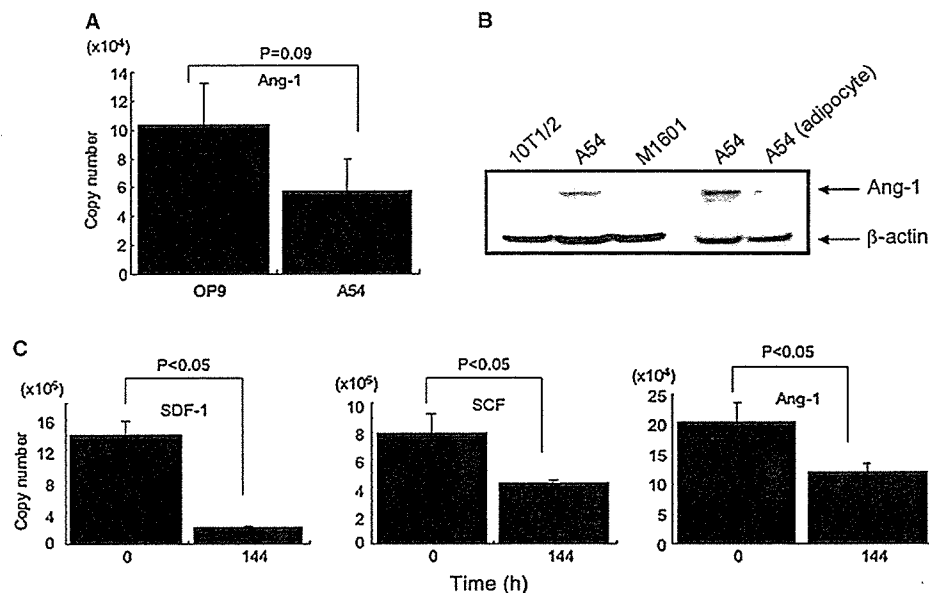 A
(x10⁴)
P=0.09
Ang-1
14
12
10
8
6
4
2
0
Copy number
OP9
A54
B
10T1/2
A54
M1601
A54
A54 (adipocyte)
Ang-1
β-actin
C
(x10⁵)
P<0.05
SDF-1
16
12
8
4
0
Copy number
0
144
(x10⁵)
P<0.05
SCF
10
8
6
4
2
0
0
144
(x10⁴)
P<0.05
Ang-1
25
20
15
10
5
0
0
144
Time (h)